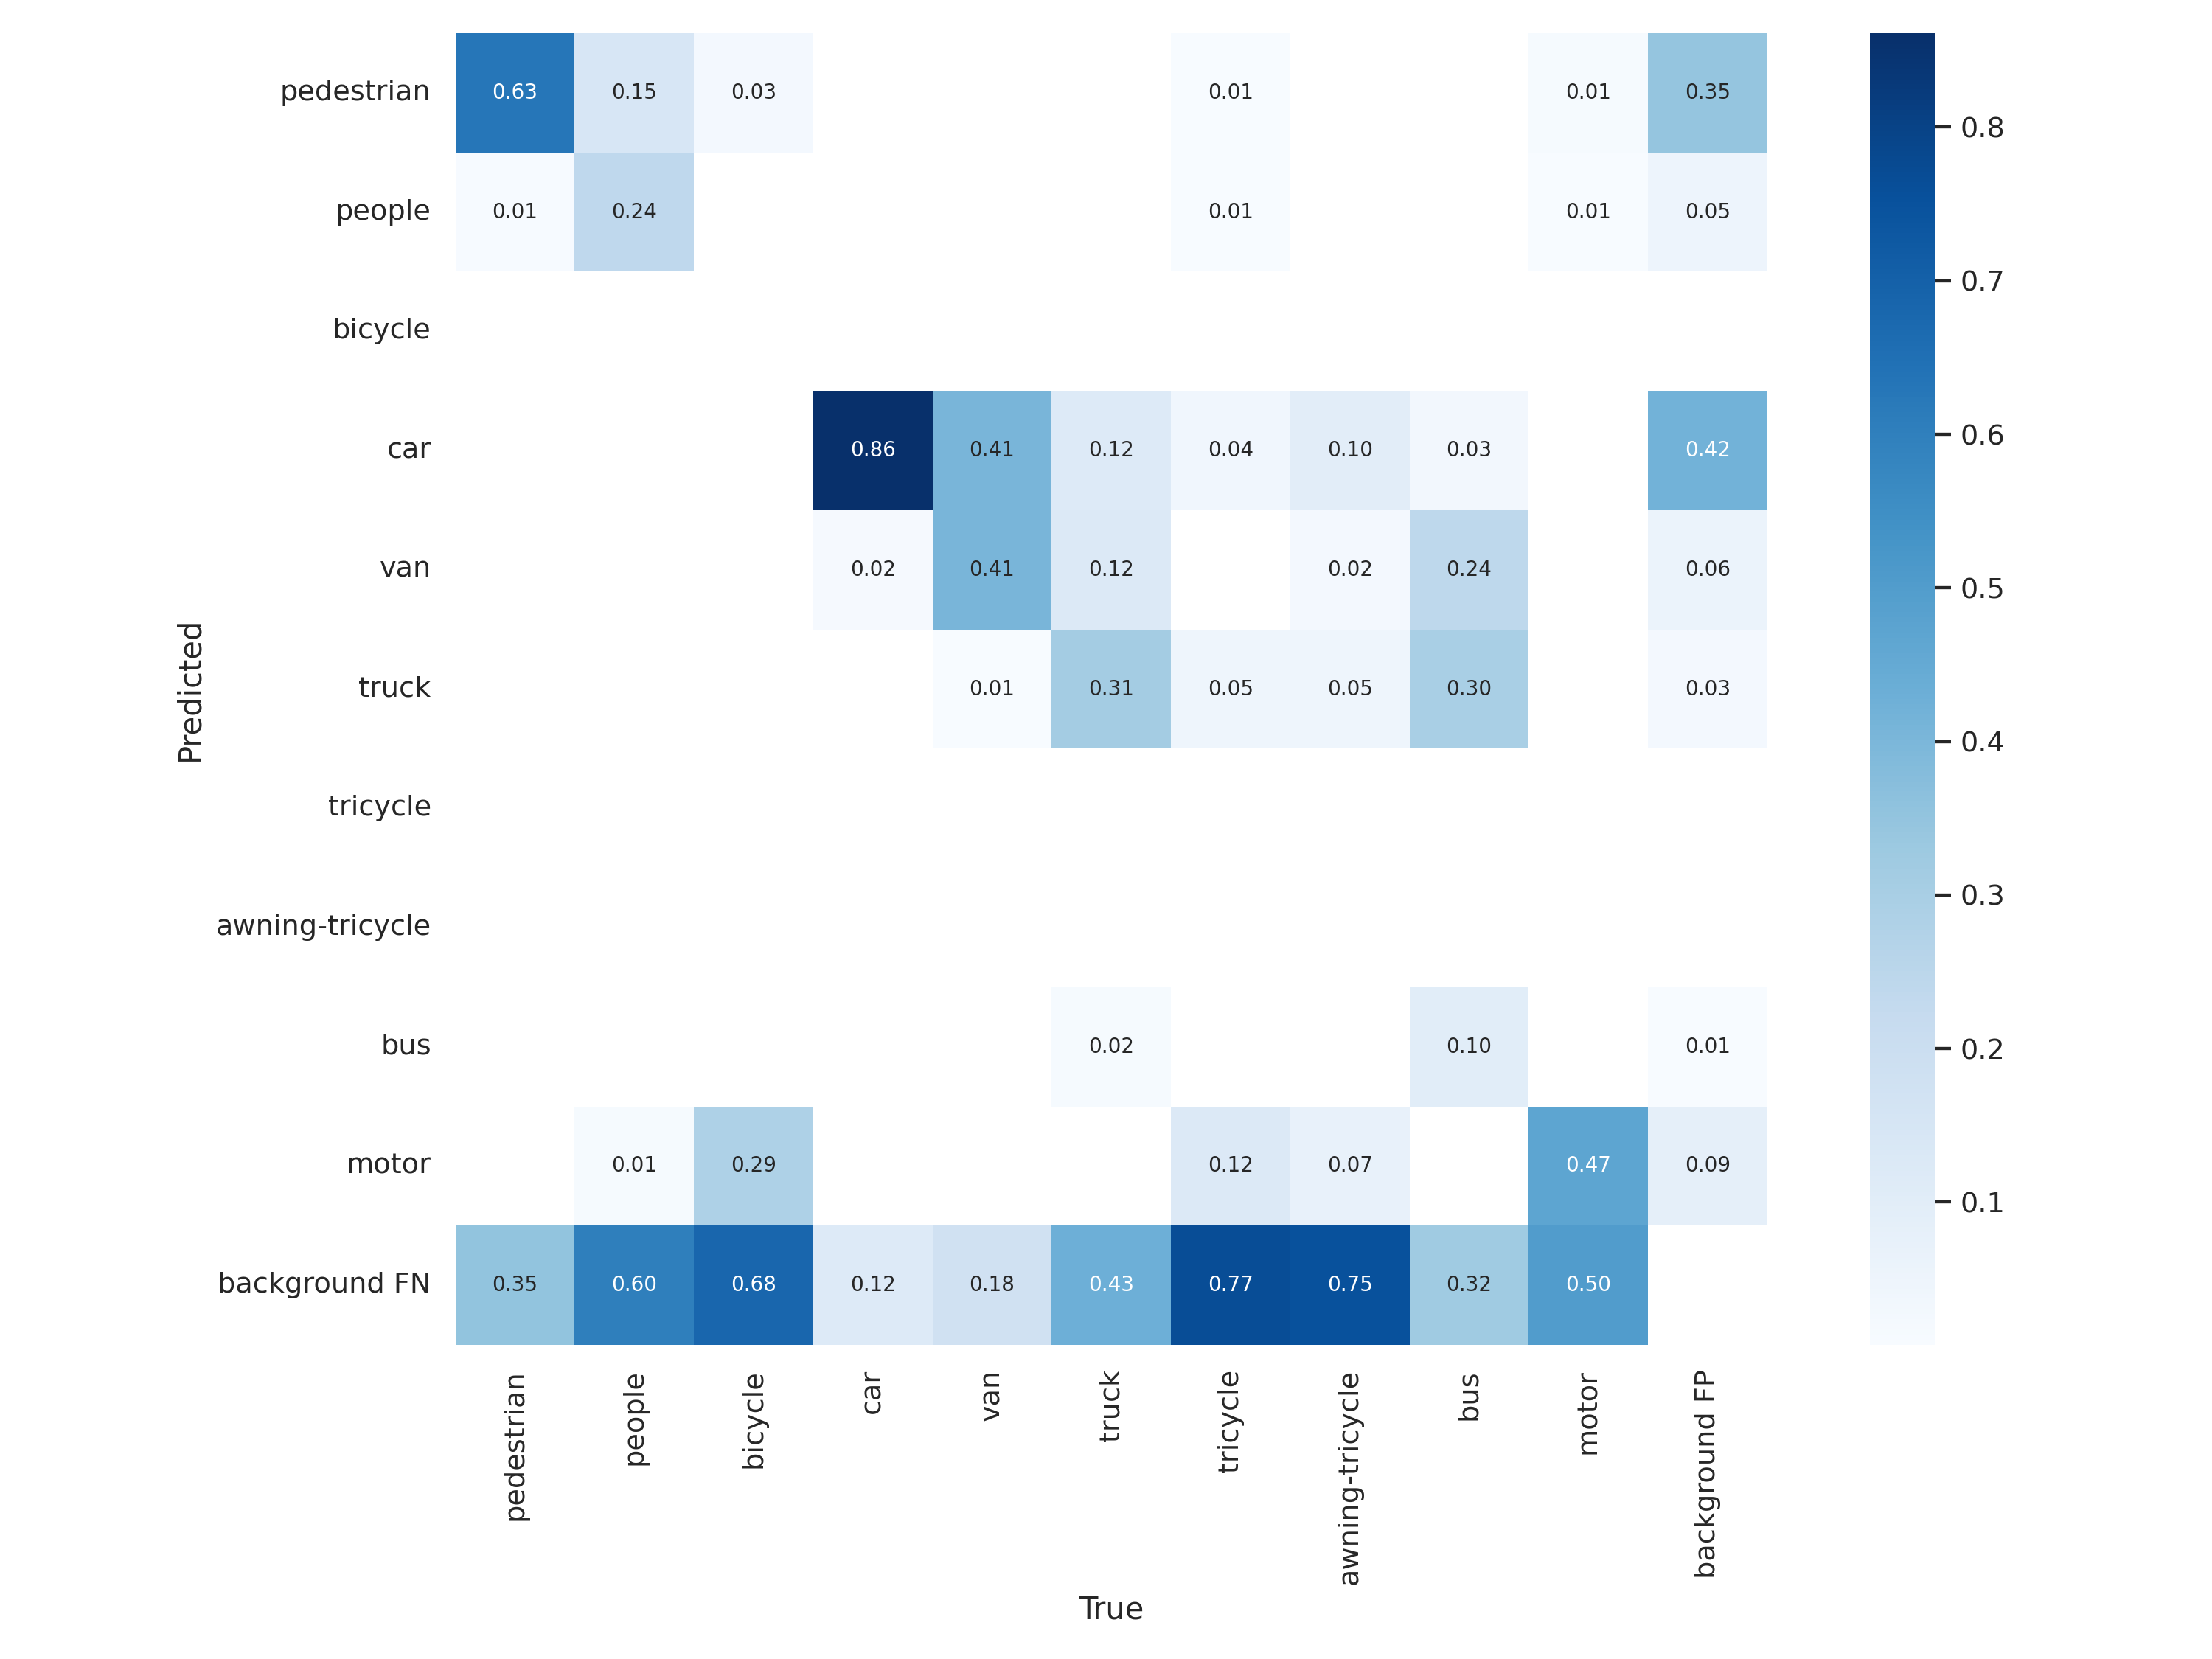 pedestrian 0.63 0.15 0.03 0.01 0.01 0.35
people 0.01 0.24 0.01 0.01 0.05
bicycle
car 0.86 0.41 0.12 0.04 0.10 0.03 0.42
van 0.02 0.41 0.12 0.02 0.24 0.06
truck 0.01 0.31 0.05 0.05 0.30 0.03
tricycle
awning-tricycle
bus 0.02 0.10 0.01
motor 0.01 0.29 0.12 0.07 0.47 0.09
background FN 0.35 0.60 0.68 0.12 0.18 0.43 0.77 0.75 0.32 0.50
Predicted
pedestrian
people
bicycle
car
van
truck
tricycle
awning-tricycle
bus
motor
background FP
True
0.8
0.7
0.6
0.5
0.4
0.3
0.2
0.1